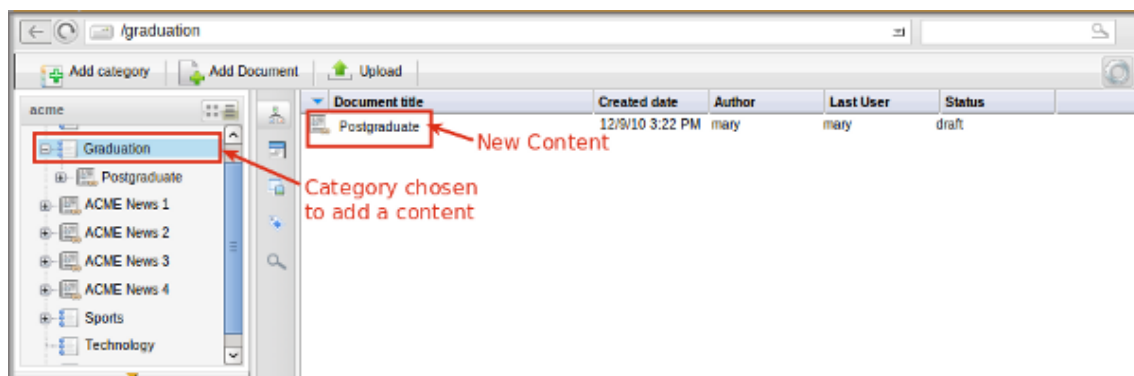 /graduation
Add category Add Document Upload
acme
Document title Created date Author Last User Status
Postgraduate 12/9/10 3:22 PM mary mary draft
New Content
Graduation
Postgraduate
Category chosen
to add a content
ACME News 1
ACME News 2
ACME News 3
ACME News 4
Sports
Technology